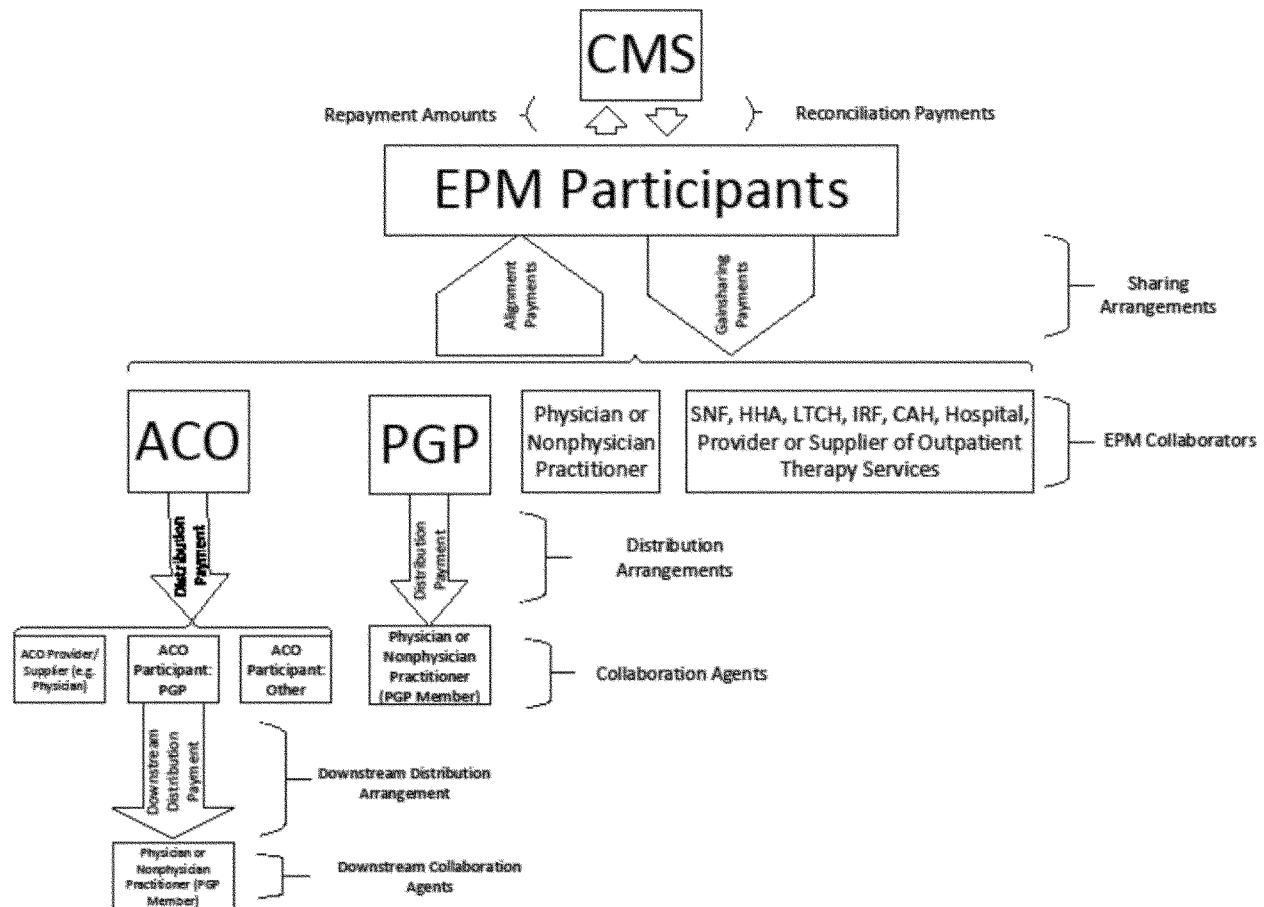 CMS
Repayment Amounts
Reconciliation Payments
EPM Participants
Alignment
Payments
Gainsharing
Payments
Sharing
Arrangements
ACO
PGP
Physician or
Nonphysician
Practitioner
SNF, HHA, LTCH, IRF, CAH, Hospital,
Provider or Supplier of Outpatient
Therapy Services
EPM Collaborators
Distribution
Payment
Distribution
Payment
Distribution
Arrangements
ACO Provider/
Supplier (e.g.
Physician)
ACO
Participant:
PGP
ACO
Participant:
Other
Physician or
Nonphysician
Practitioner
(PGP Member)
Collaboration Agents
Downstream
Distribution
Payment
Downstream Distribution
Arrangement
Physician or
Nonphysician
Practitioner (PGP
Member)
Downstream Collaboration
Agents